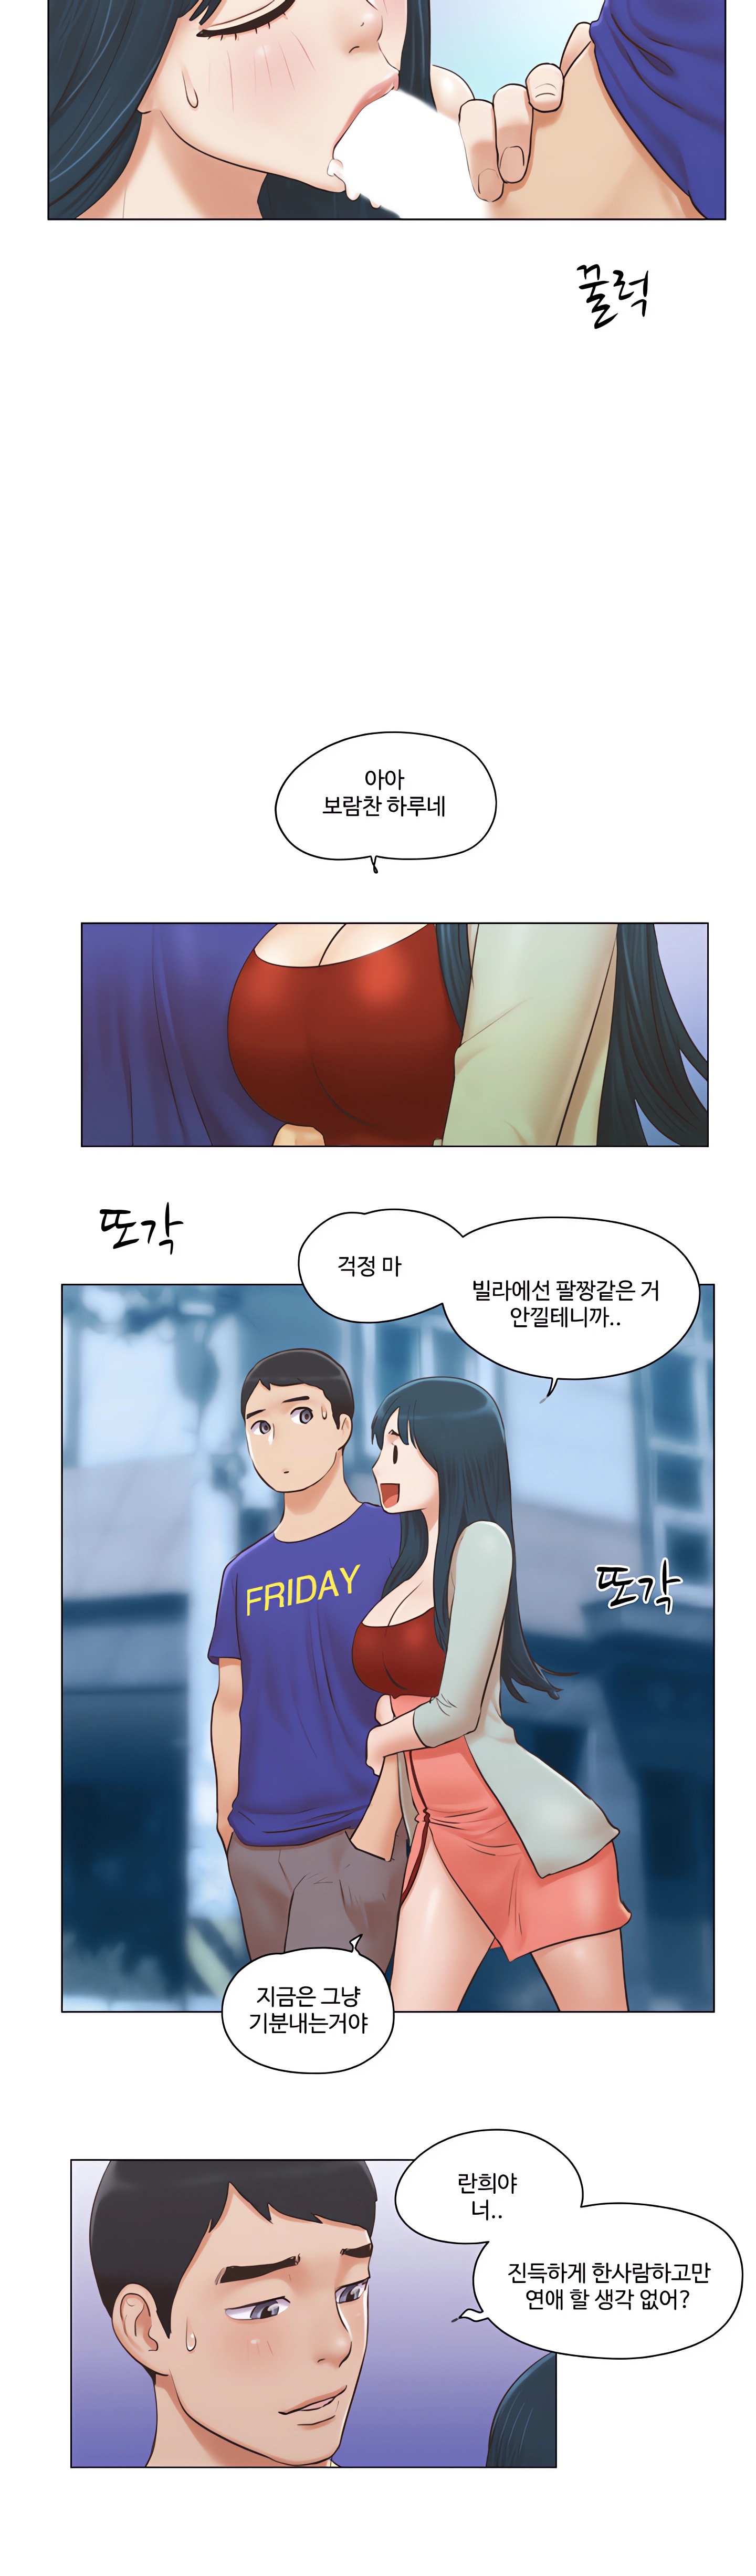 꿀럭
아아
보람찬 하루네
또각
걱정 마
빌라에선 팔짱같은 거
안낄테니까..
FRIDAY
또각
지금은 그냥
기분내는거야
란희야
너..
진득하게 한사람하고만
연애 할 생각 없어?